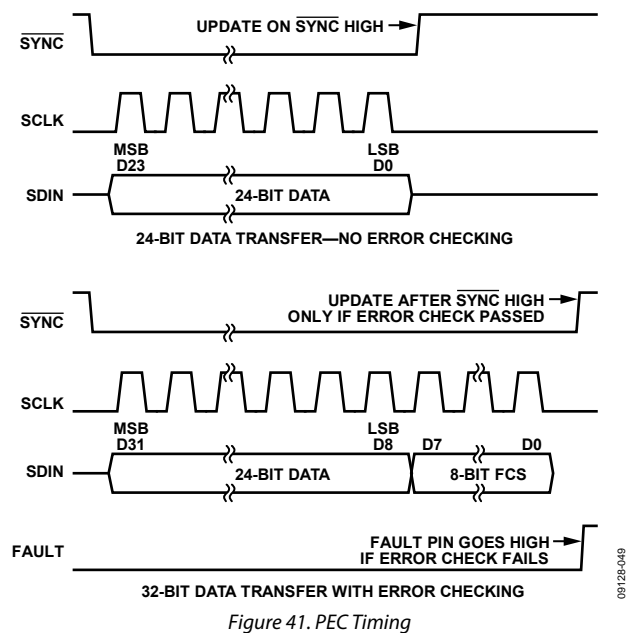 UPDATE ON SYNC HIGH
SYNC
SCLK
MSB
D23
LSB
D0
SDIN
24-BIT DATA
24-BIT DATA TRANSFER—NO ERROR CHECKING
UPDATE AFTER SYNC HIGH
ONLY IF ERROR CHECK PASSED
SYNC
SCLK
MSB
D31
LSB
D8
D7
D0
SDIN
24-BIT DATA
8-BIT FCS
FAULT
FAULT PIN GOES HIGH
IF ERROR CHECK FAILS
32-BIT DATA TRANSFER WITH ERROR CHECKING
09128-049
Figure 41. PEC Timing